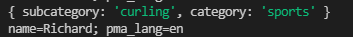 { subcategory: 'curling', category: 'sports' }
name=Richard; pma_lang=en